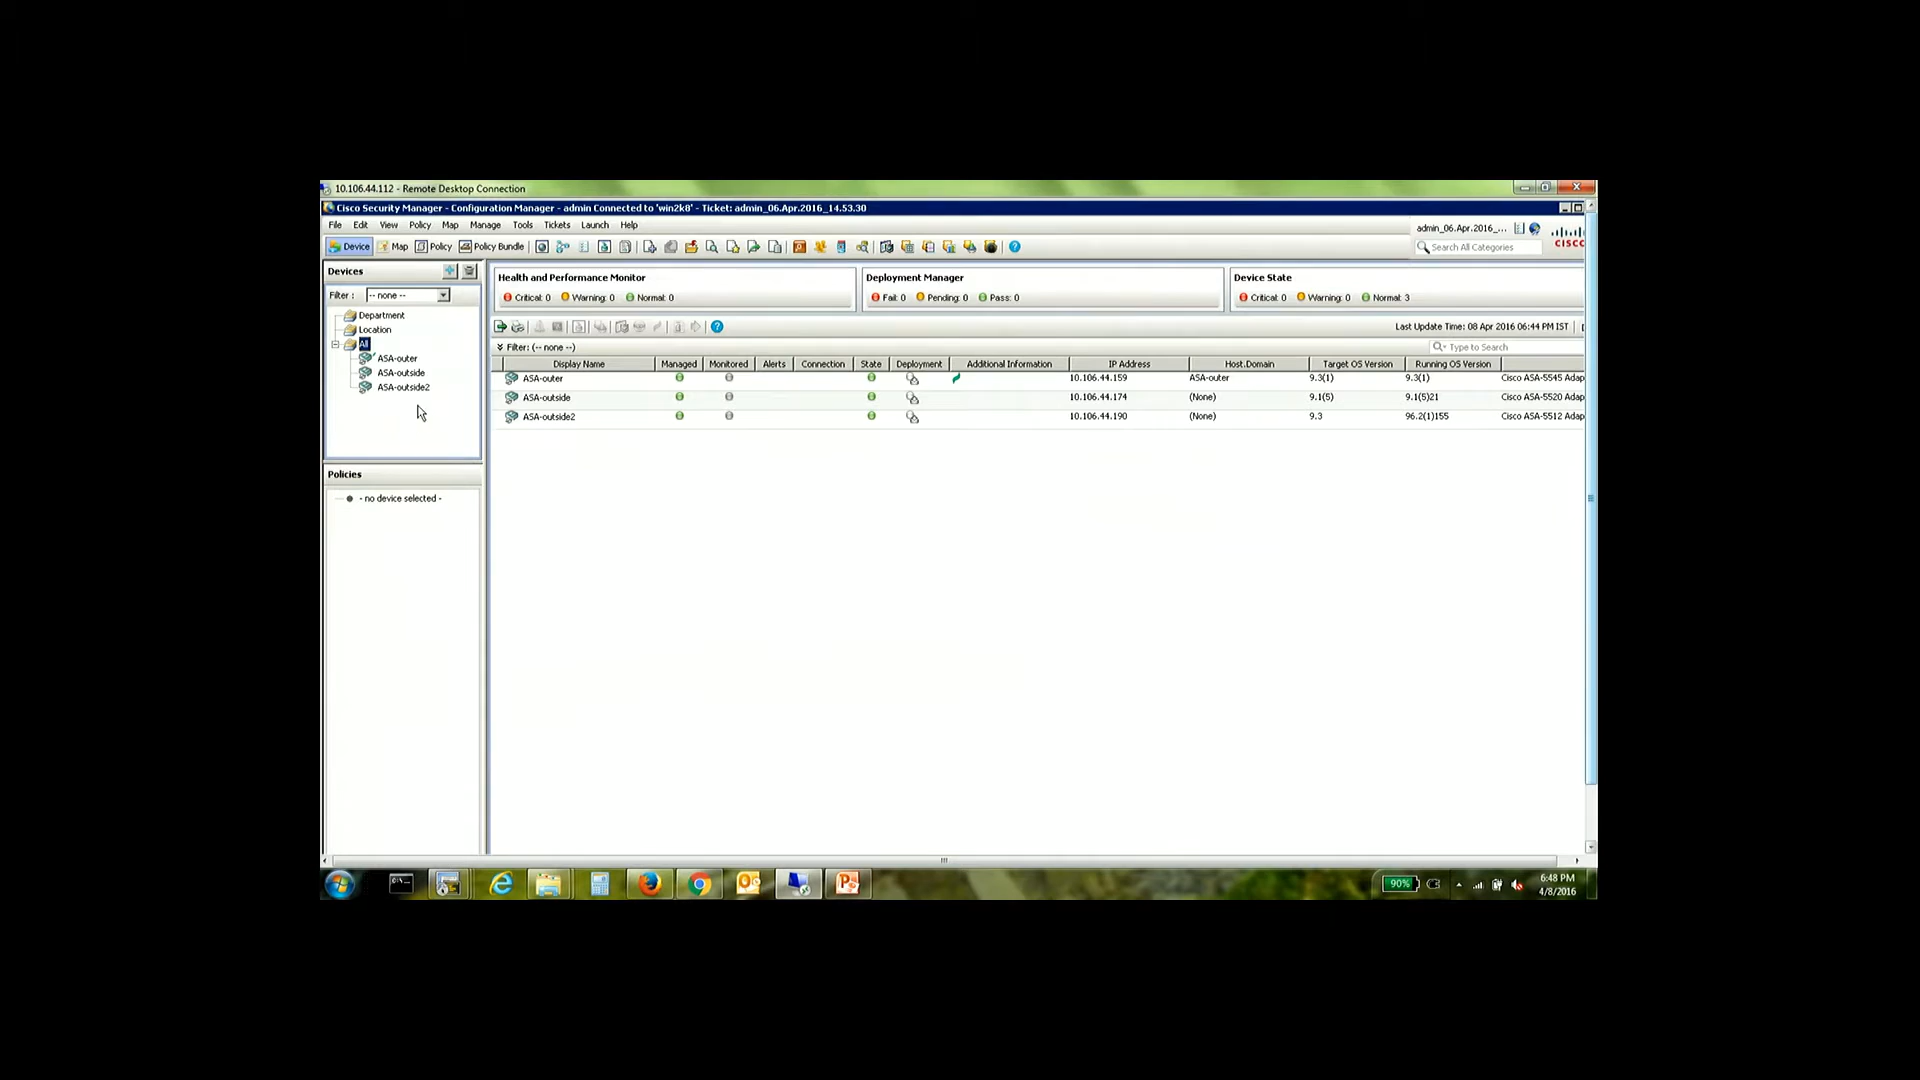 10.106.44.112 - Remote Desktop Connection
Cisco Security Manager - Configuration Manager - admin Connected to 'win2k8' - Ticket: admin_06.Apr.2016_14.53.30
File Edit View Policy Map Manage Tools Tickets Launch Help
admin_06.Apr.2016_...
Device Map Policy Policy Bundle
Search All Categories
CISCO
Devices
Filter : -- none --
Department
Location
All
ASA-outer
ASA-outside
ASA-outside2
Policies
- no device selected -
Health and Performance Monitor
Critical: 0 Warning: 0 Normal: 0
Deployment Manager
Fail: 0 Pending: 0 Pass: 0
Device State
Critical: 0 Warning: 0 Normal: 3
Last Update Time: 08 Apr 2016 06:44 PM IST
Filter: (-- none --)
Type to Search
Display Name Managed Monitored Alerts Connection State Deployment Additional Information IP Address Host.Domain Target OS Version Running OS Version
ASA-outer 10.106.44.159 ASA-outer 9.3(1) 9.3(1) Cisco ASA-5545 Adap
ASA-outside 10.106.44.174 (None) 9.1(5) 9.1(5)21 Cisco ASA-5520 Adap
ASA-outside2 10.106.44.190 (None) 9.3 96.2(1)155 Cisco ASA-5512 Adap
90%
6:48 PM
4/8/2016